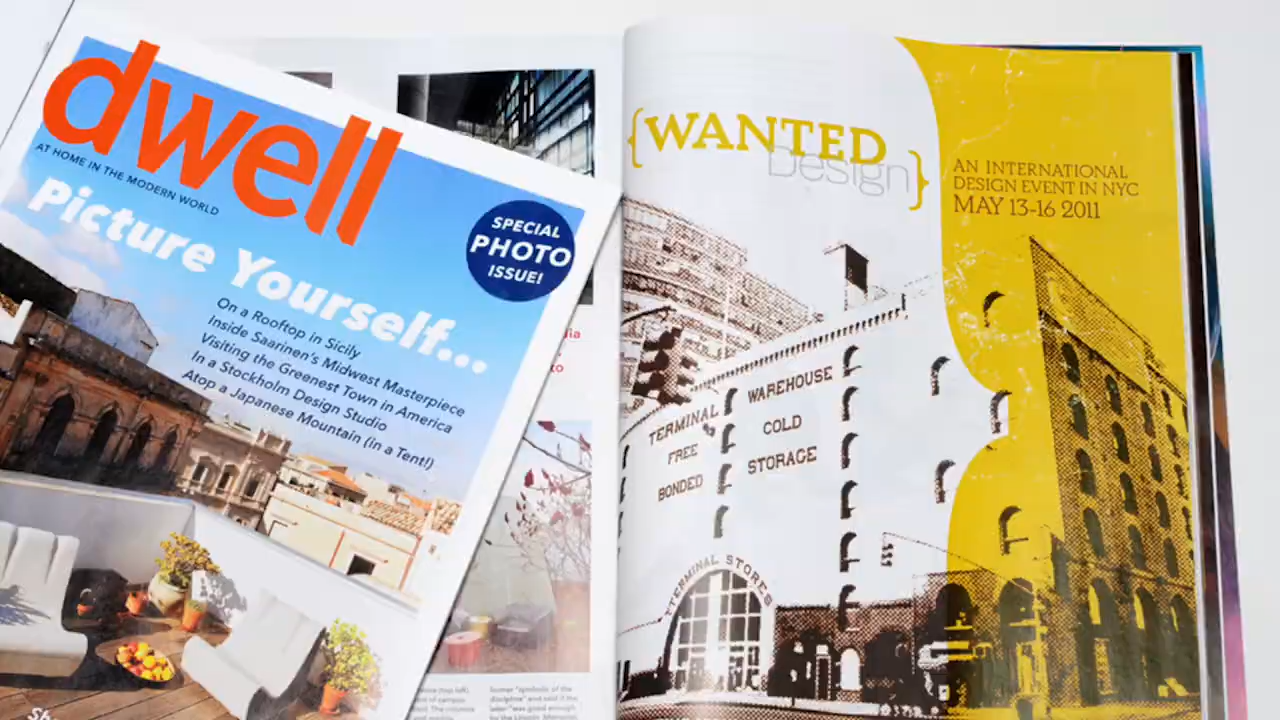 dwell
AT HOME IN THE MODERN WORLD
Picture Yourself...
On a Rooftop in Sicily
Inside Saarinen's Midwest Masterpiece
Visiting the Greenest Town in America
In a Stockholm Design Studio
Atop a Japanese Mountain (in a Tent!)
SPECIAL
PHOTO
ISSUE!
Sh
{WANTED
Design}
AN INTERNATIONAL
DESIGN EVENT IN NYC
MAY 13-16 2011
TERMINAL
FREE
BONDED
WAREHOUSE
COLD
STORAGE
TERMINAL STORES